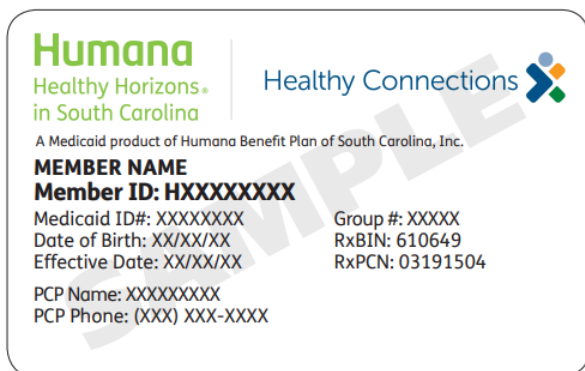 Humana
Healthy Horizons®
in South Carolina
Healthy Connections
A Medicaid product of Humana Benefit Plan of South Carolina, Inc.
MEMBER NAME
Member ID: HXXXXXXXX
Medicaid ID#: XXXXXXXX
Date of Birth: XX/XX/XX
Effective Date: XX/XX/XX
Group #: XXXXX
RxBIN: 610649
RxPCN: 03191504
PCP Name: XXXXXXXXX
PCP Phone: (XXX) XXX-XXXX
SAMPLE